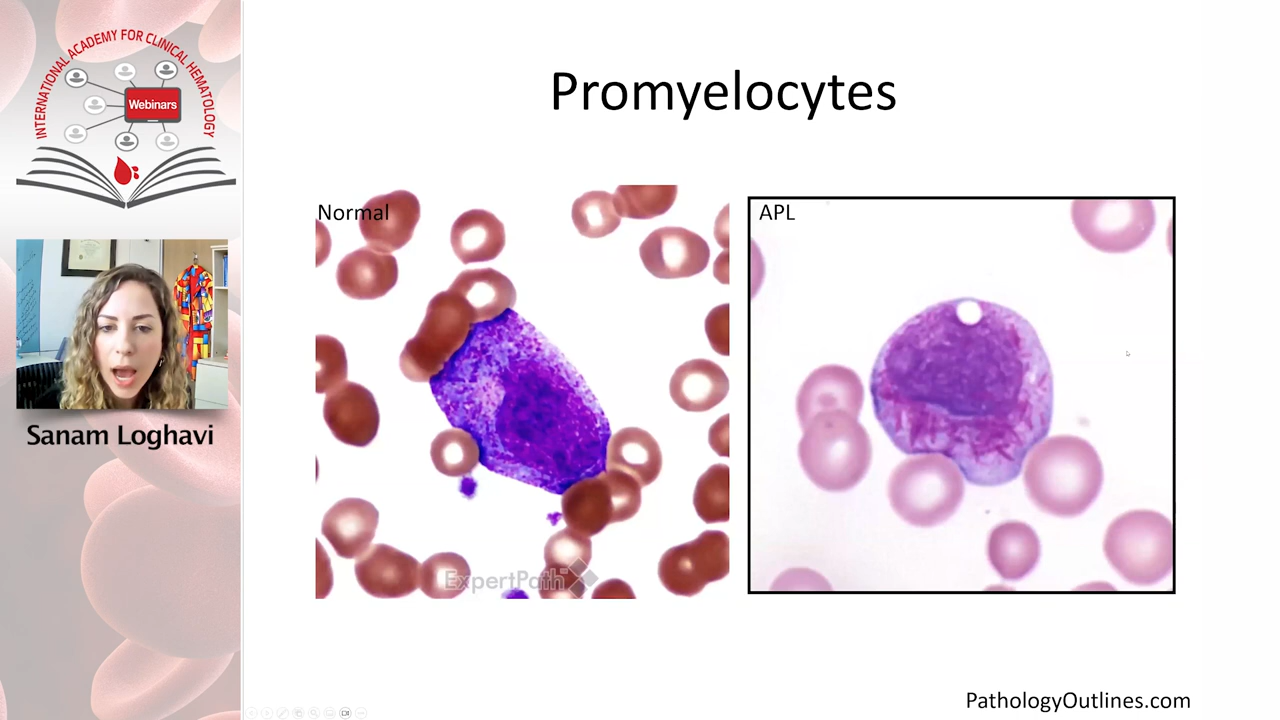 INTERNATIONAL ACADEMY FOR CLINICAL HEMATOLOGY
Webinars
Sanam Loghavi
Promyelocytes
Normal
APL
ExpertPath
PathologyOutlines.com